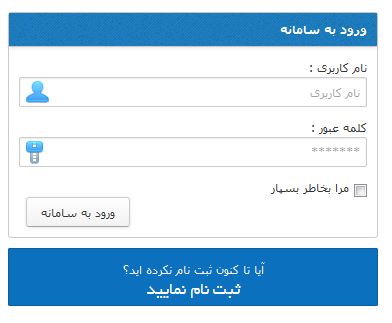 ورود به سامانه
نام کاربری :
نام کاربری
کلمه عبور :
*******
مرا بخاطر بسپار
ورود به سامانه
آیا تا کنون ثبت نام نکرده اید؟
ثبت نام نمایید